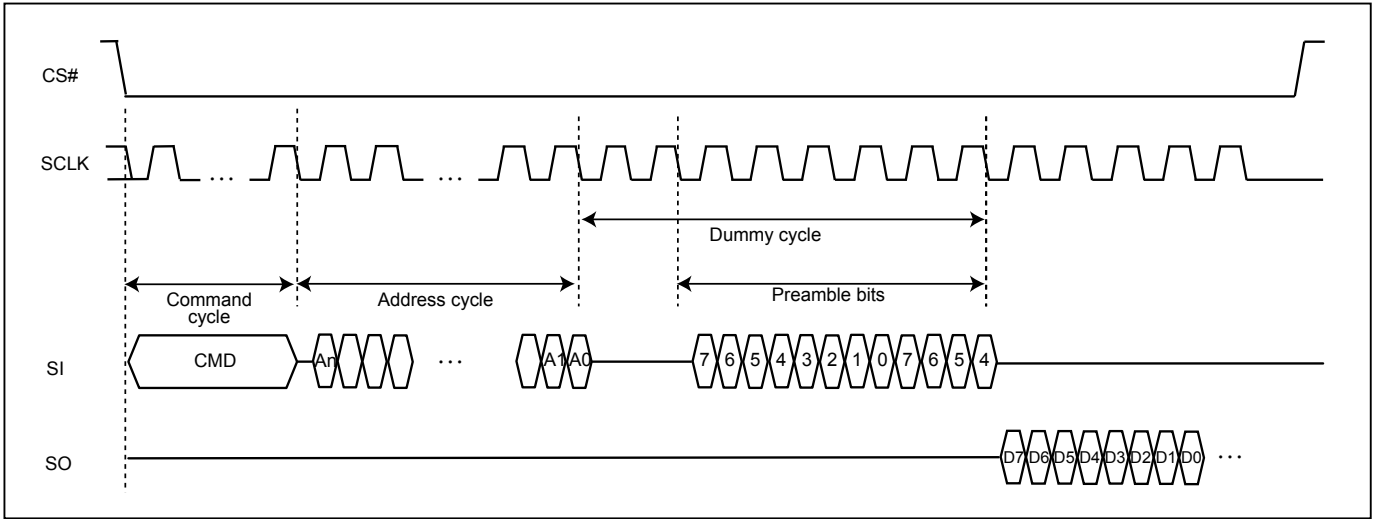 CS#
SCLK
...
...
Dummy cycle
Command
cycle
Address cycle
Preamble bits
SI
CMD
An
...
A1
A0
7 6 5 4 3 2 1 0 7 6 5 4
SO
D7 D6 D5 D4 D3 D2 D1 D0
...